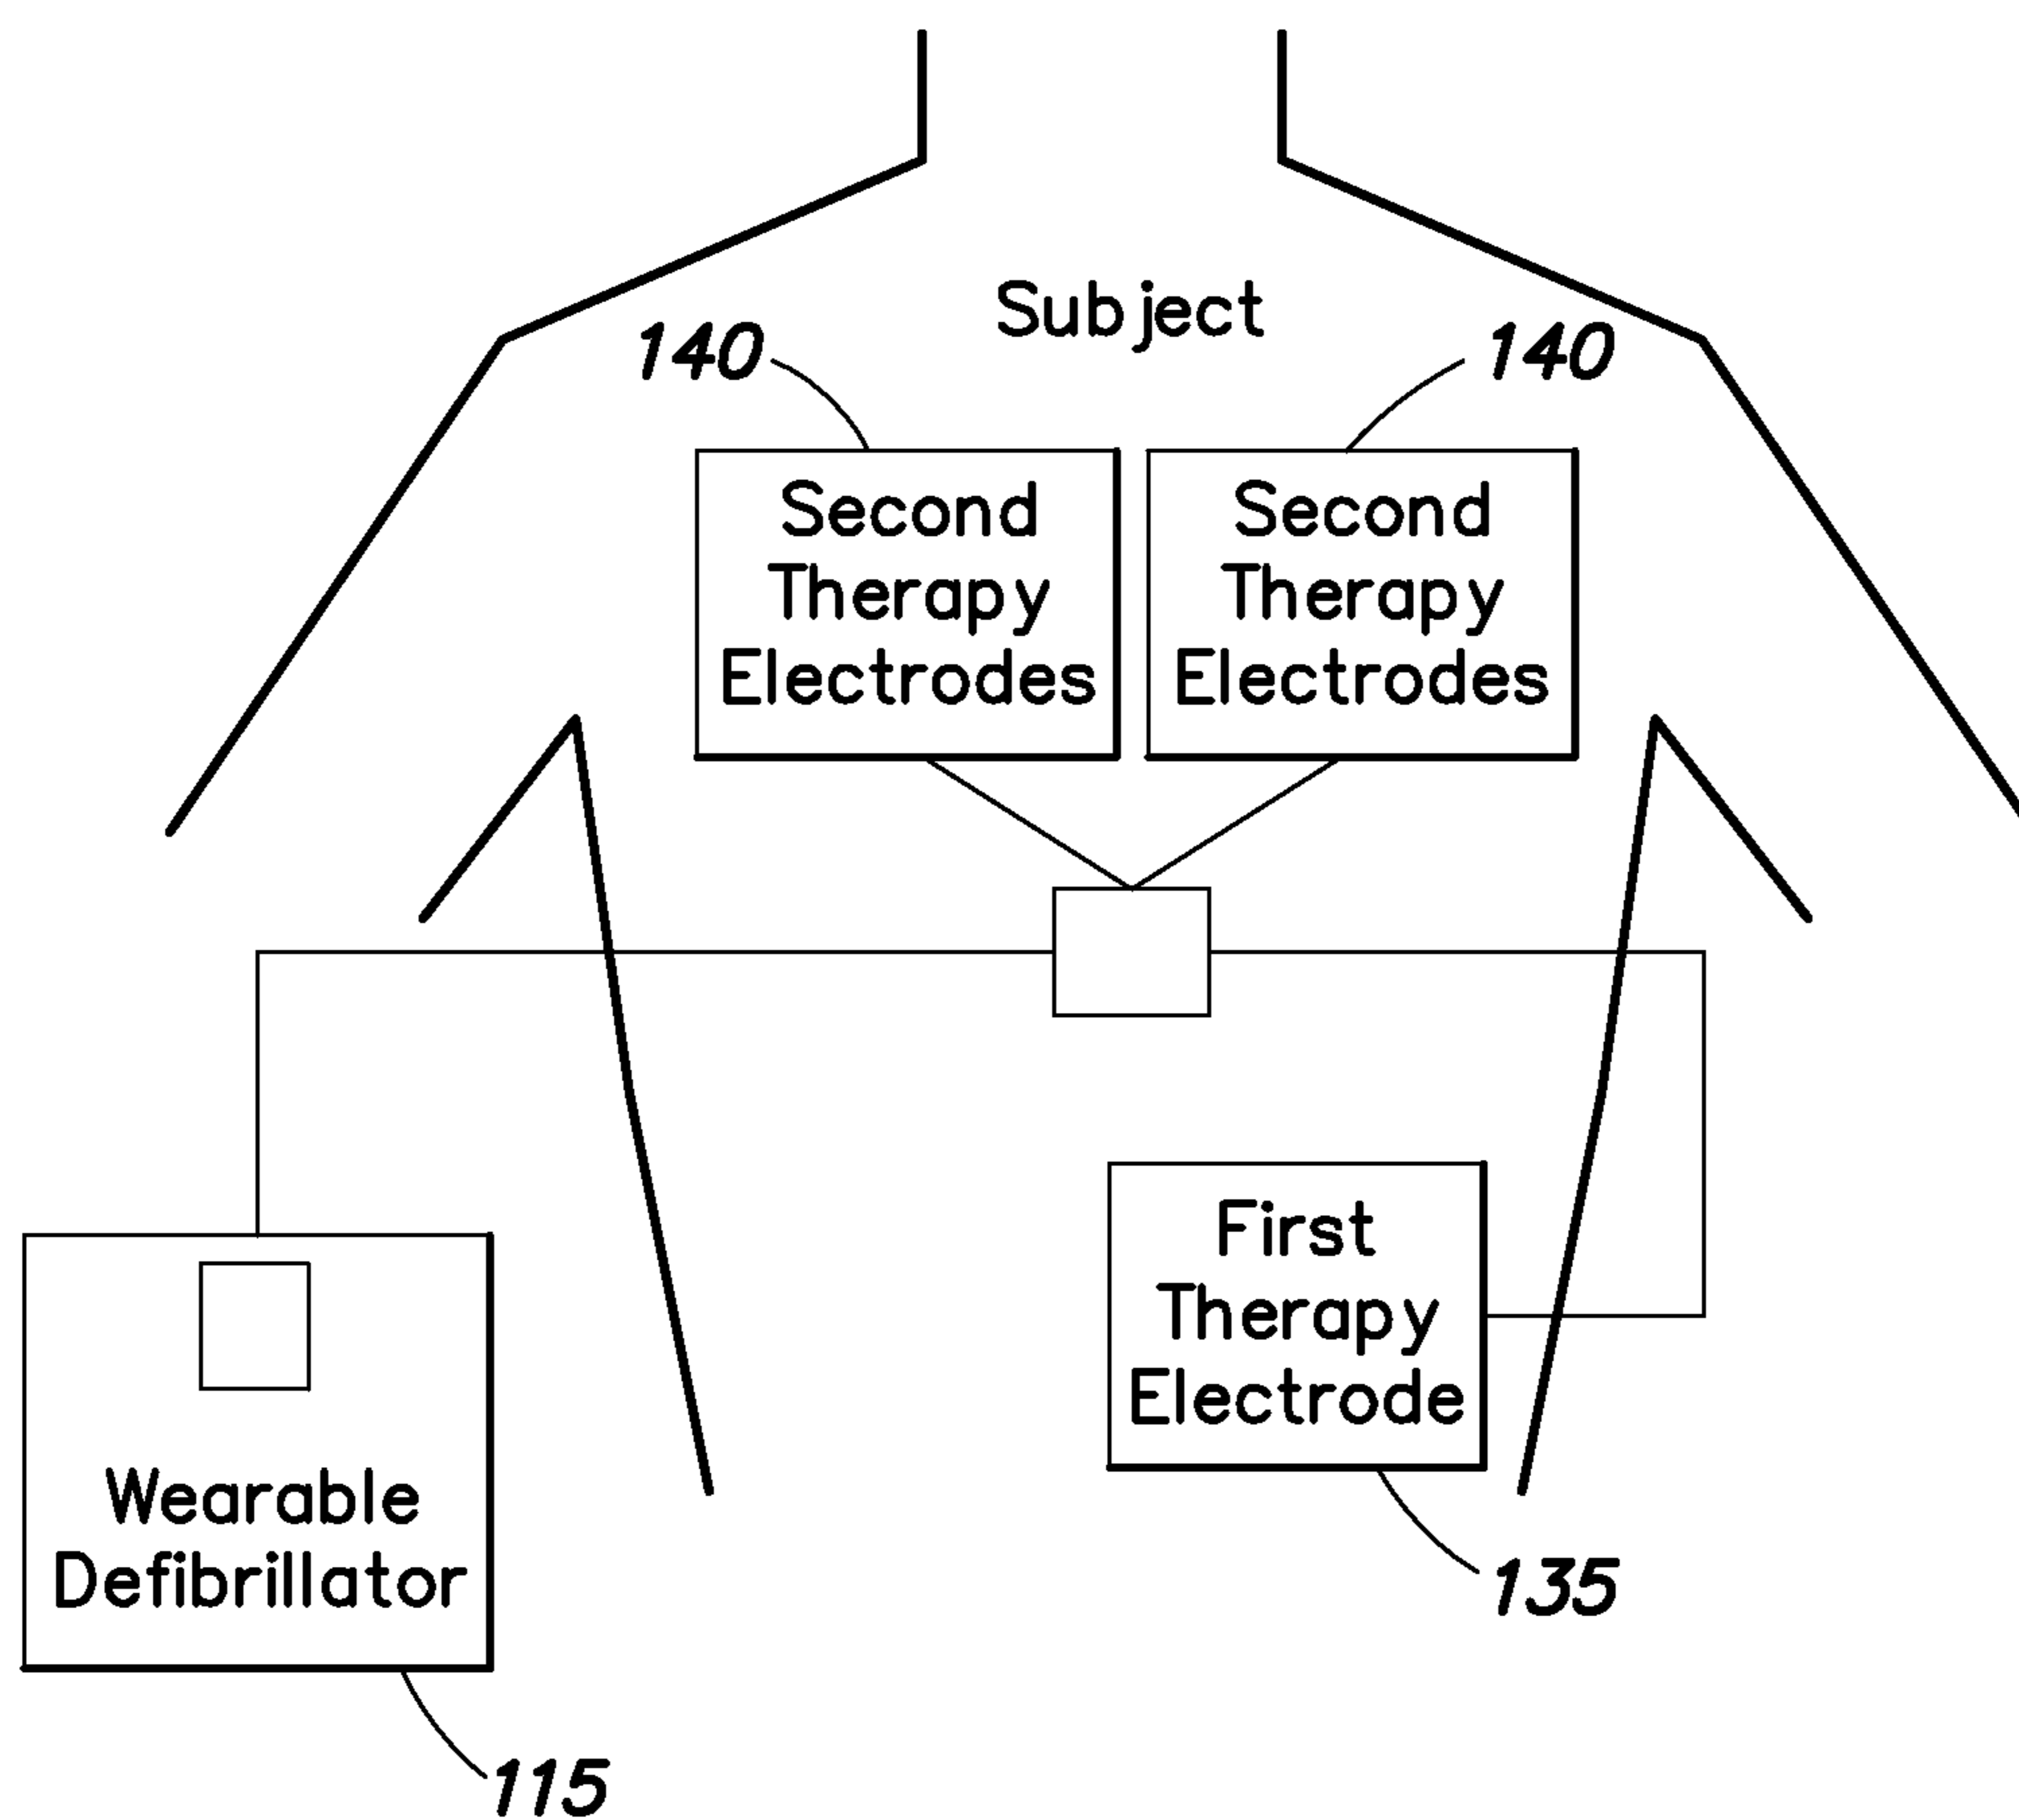 Subject
140
140
Second
Therapy
Electrodes
Second
Therapy
Electrodes
First
Therapy
Electrode
135
Wearable
Defibrillator
115